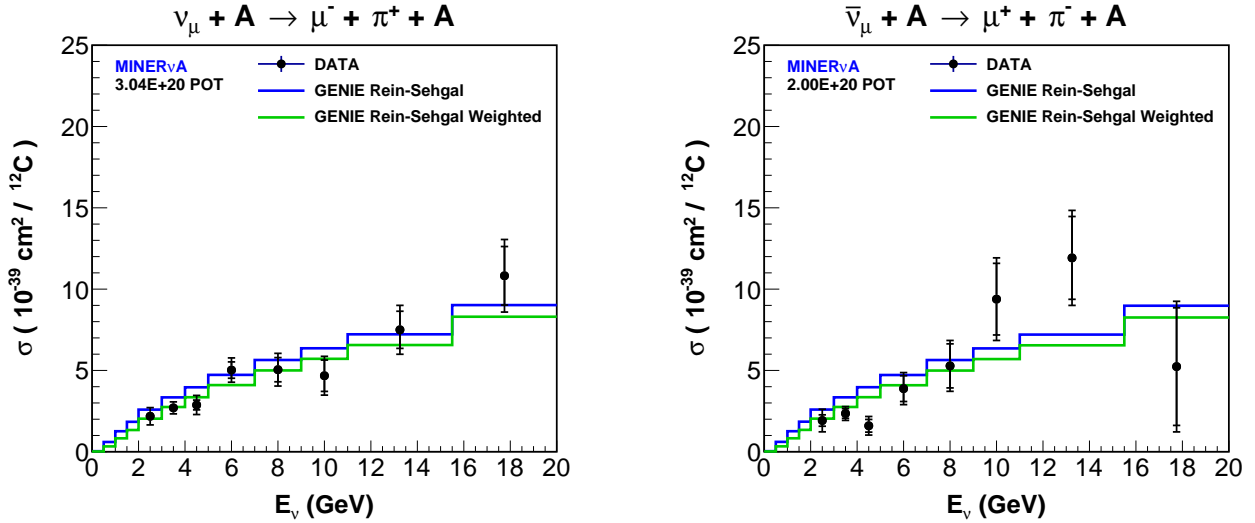 ν_μ + A → μ⁻ + π⁺ + A
25
20
15
10
5
0
σ ( 10⁻³⁹ cm² / ¹²C)
MINERνA
3.04E+20 POT
DATA
GENIE Rein-Sehgal
GENIE Rein-Sehgal Weighted
0 2 4 6 8 10 12 14 16 18 20
E_ν (GeV)
ν̅_μ + A → μ⁺ + π⁻ + A
25
20
15
10
5
0
σ ( 10⁻³⁹ cm² / ¹²C)
MINERνA
2.00E+20 POT
DATA
GENIE Rein-Sehgal
GENIE Rein-Sehgal Weighted
0 2 4 6 8 10 12 14 16 18 20
E_ν (GeV)